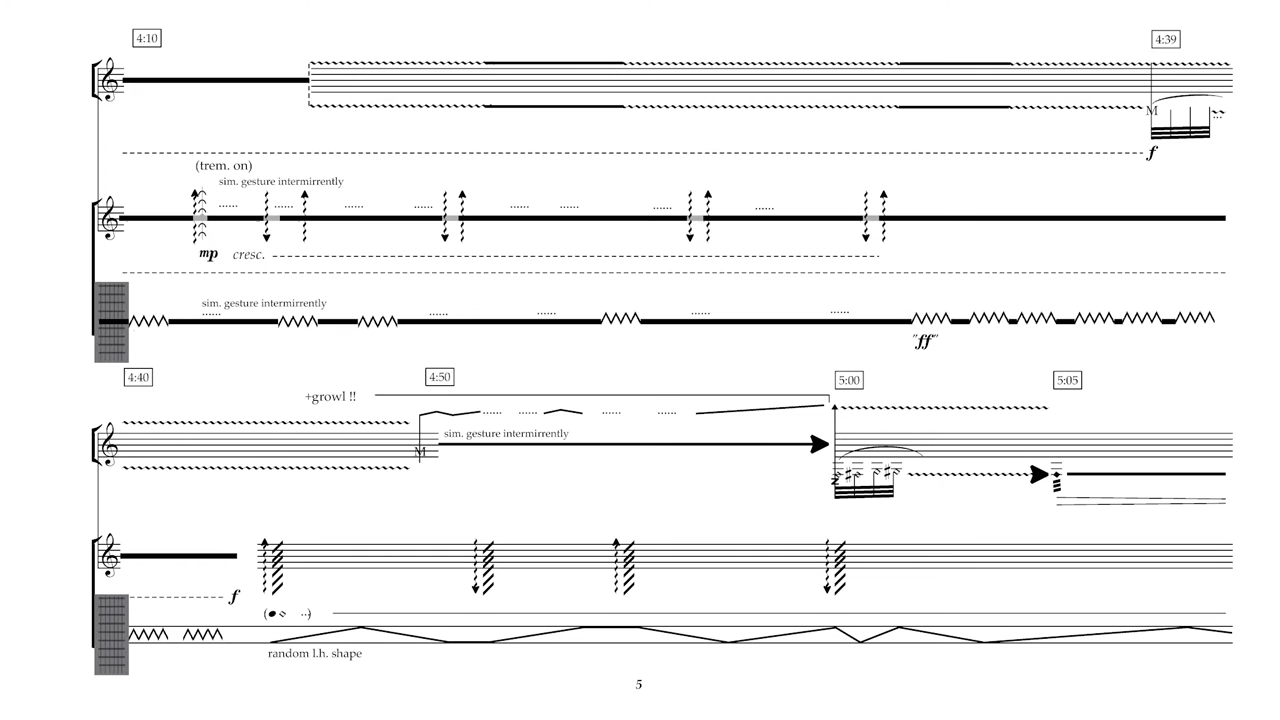 4:10
4:39
M
...
f
(trem. on)
sim. gesture intermirrently
...... ...... ...... ...... ...... ...... ...... ......
mp cresc.
sim. gesture intermirrently
...... ...... ...... ...... ......
"ff"
4:40
4:50
5:00
5:05
+growl !!
...... ...... ...... ......
sim. gesture intermirrently
M
f
random l.h. shape
5